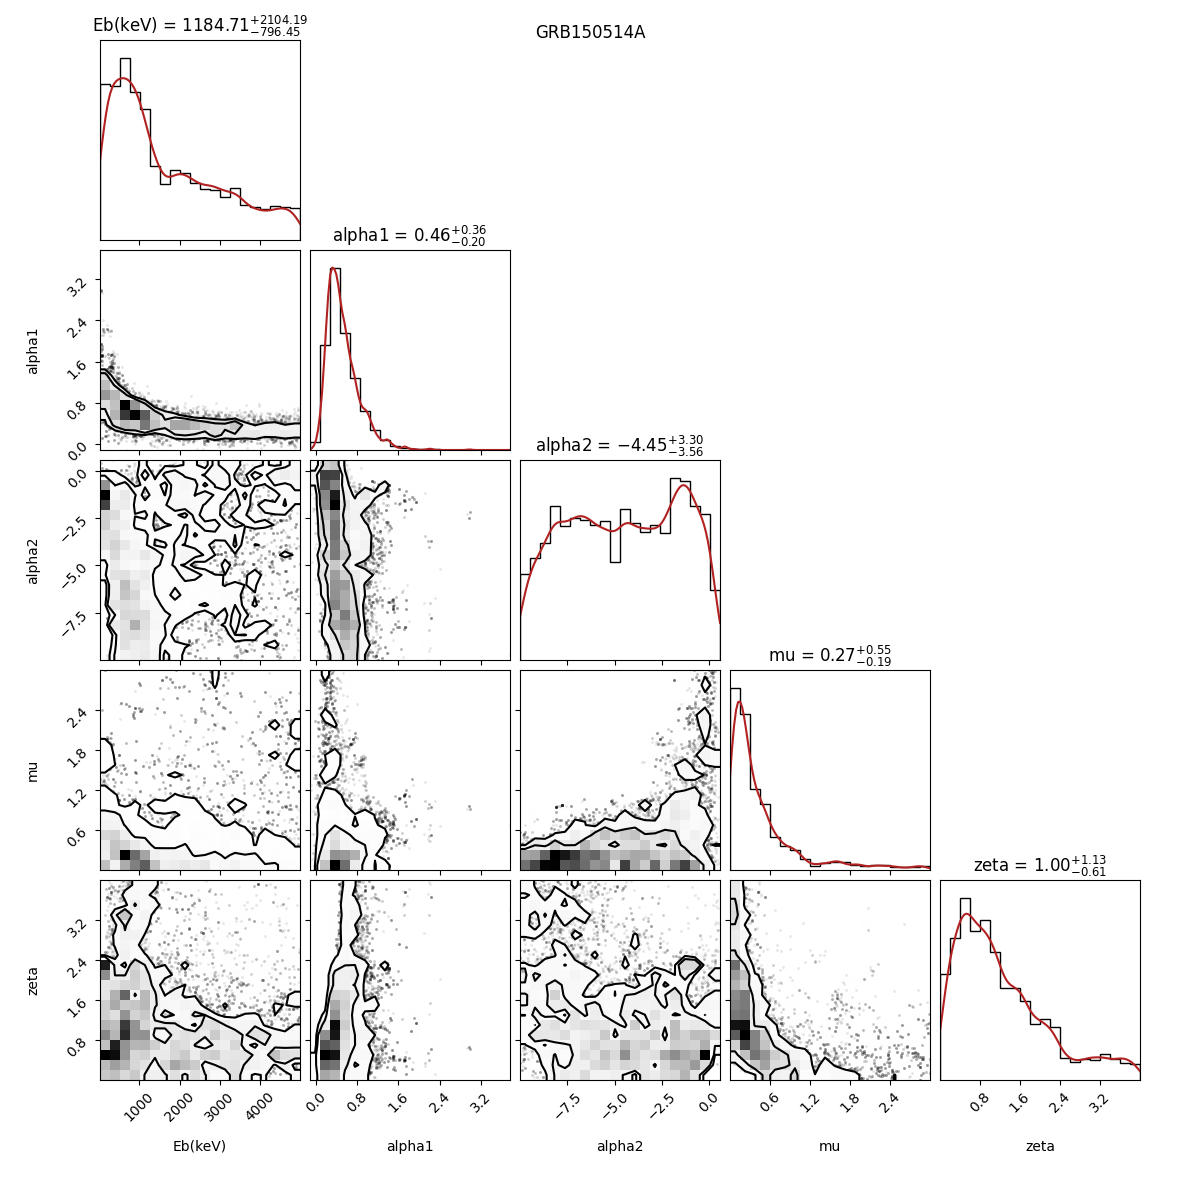 Eb(keV) = 1184.71+2104.19−796.45
GRB150514A
alpha1 = 0.46+0.36−0.20
3.2
2.4
1.6
0.8
0.0
alpha1
alpha2 = −4.45+3.30−3.56
0.0
−2.5
−5.0
−7.5
alpha2
mu = 0.27+0.55−0.19
2.4
1.8
1.2
0.6
mu
zeta = 1.00+1.13−0.61
3.2
2.4
1.6
0.8
zeta
1000 2000 3000 4000 0.0 0.8 1.6 2.4 3.2 −7.5 −5.0 −2.5 0.0 0.6 1.2 1.8 2.4 0.8 1.6 2.4 3.2
Eb(keV) alpha1 alpha2 mu zeta